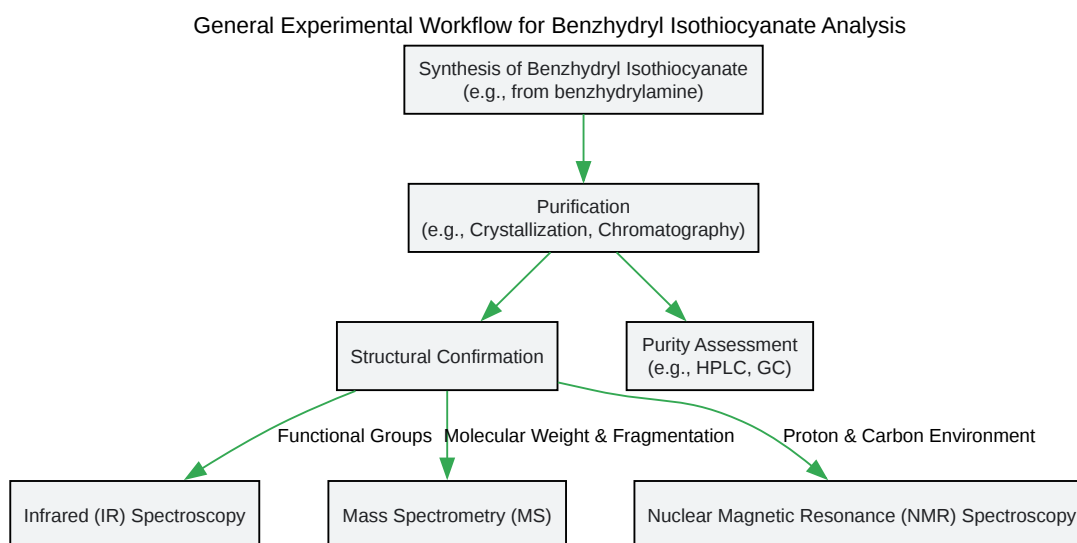 General Experimental Workflow for Benzhydryl Isothiocyanate Analysis
Synthesis of Benzhydryl Isothiocyanate
(e.g., from benzhydrylamine)
Purification
(e.g., Crystallization, Chromatography)
Structural Confirmation
Purity Assessment
(e.g., HPLC, GC)
Functional Groups
Molecular Weight & Fragmentation
Proton & Carbon Environment
Infrared (IR) Spectroscopy
Mass Spectrometry (MS)
Nuclear Magnetic Resonance (NMR) Spectroscopy